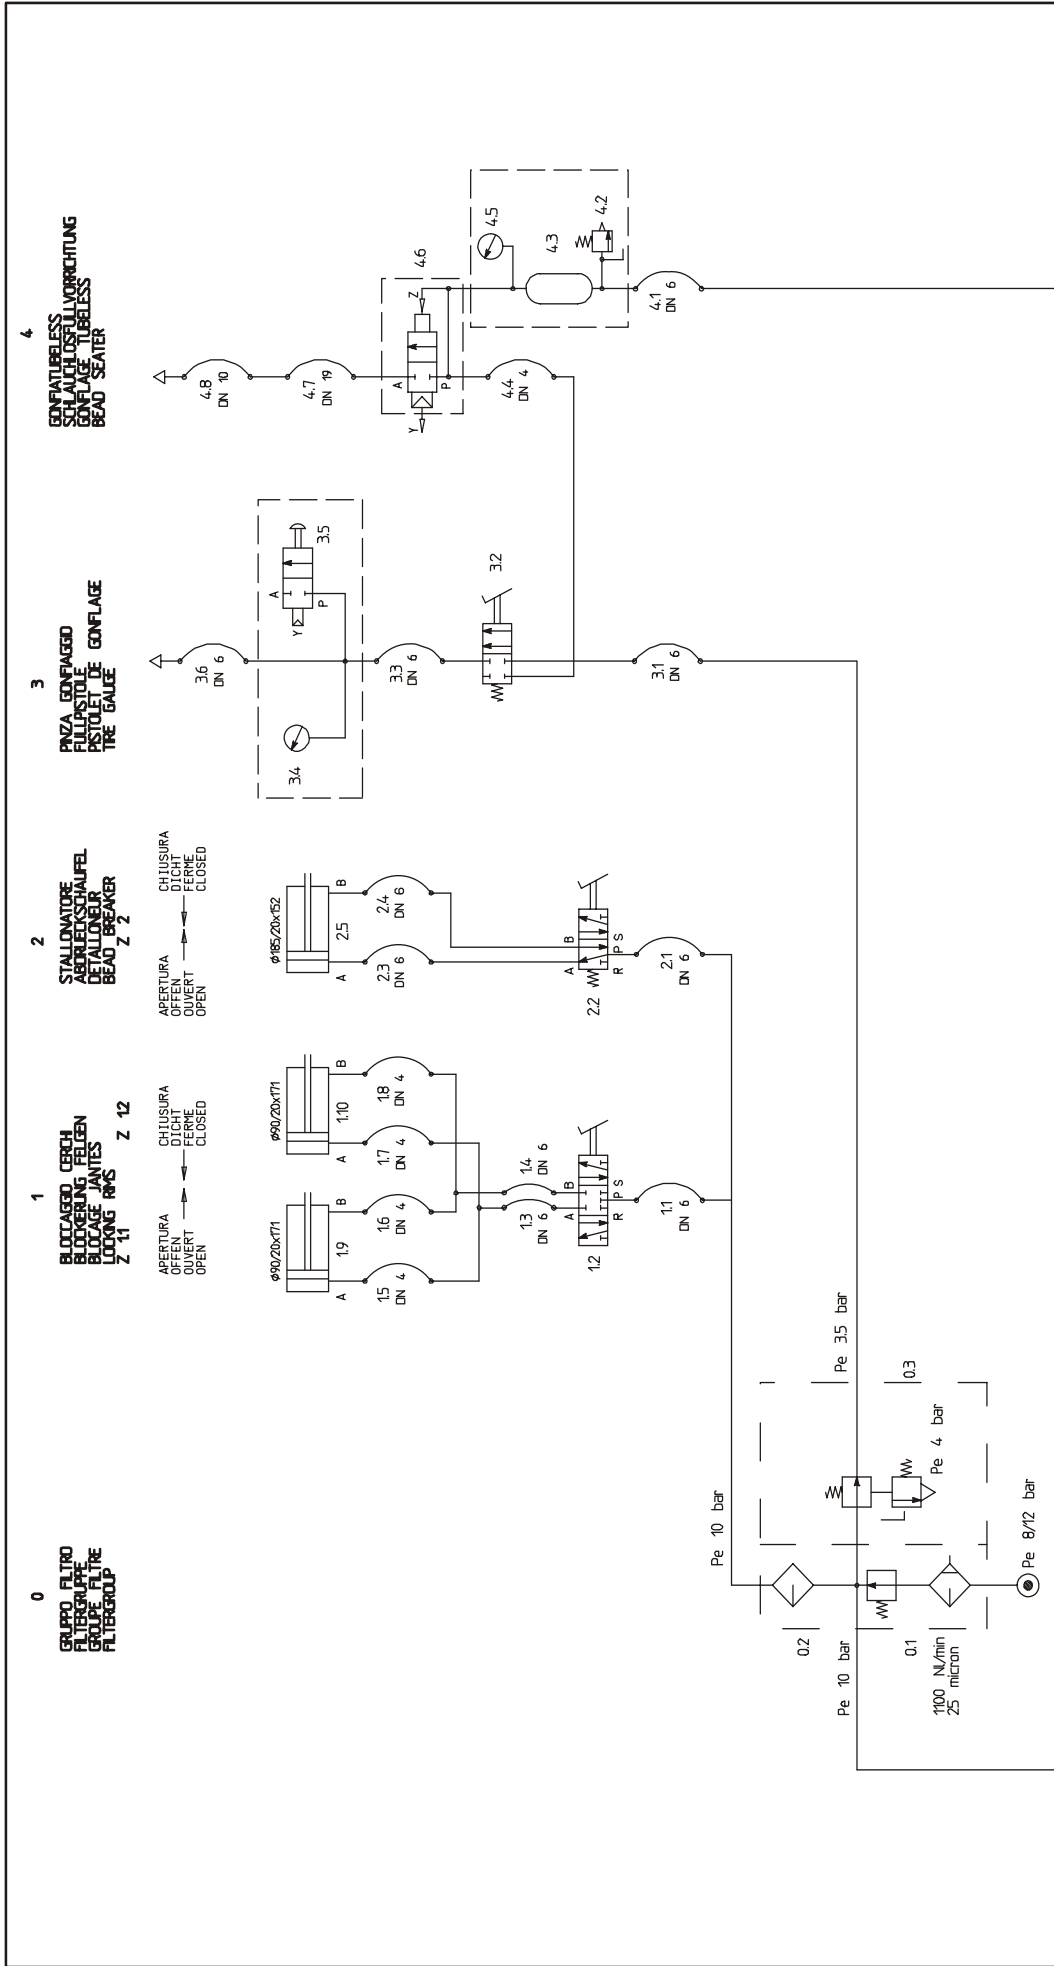 0
GRUPPO FILTRO
FILTERGRUPPE
GROUPE FILTRE
FILTERGROUP
1
BLOCCAGGIO CERCHI
BLOCKIERUNG FELGEN
BLOCAGE JANTES
LOCKING RIMS
Z 1.1 Z 1.2
APERTURA
OFFEN
OUVERT
OPEN
CHIUSURA
DICHT
FERME
CLOSED
2
STALLONATORE
ABDRUECKSCHAUFEL
DETALLONEUR
BEAD BREAKER
Z 2
APERTURA
OFFEN
OUVERT
OPEN
CHIUSURA
DICHT
FERME
CLOSED
3
PINZA GONFIAGGIO
FULLPISTOLE
PISTOLET DE GONFLAGE
TIRE GAUGE
4
GONFIATUBELESS
SCHLAUCHLOSFULLVORRICHTUNG
GONFLAGE TUBELESS
BEAD SEATER
ø90/20x171
A
1.9
B
ø90/20x171
A
1.10
B
1.5
DN 4
1.6
DN 4
1.7
DN 4
1.8
DN 4
1.3
DN 6
1.4
DN 6
A B
1.2
R P S
1.1
DN 6
ø185/20x152
A
2.5
B
2.3
DN 6
2.4
DN 6
A B
2.2
R P S
2.1
DN 6
3.6
DN 6
3.4
A
Y
P
3.5
3.3
DN 6
3.2
3.1
DN 6
4.8
DN 10
4.7
DN 19
A
Y
Z
P
4.6
4.4
DN 4
4.5
4.3
4.2
4.1
DN 6
Pe 10 bar
Pe 3.5 bar
0.3
Pe 4 bar
0.2
Pe 10 bar
0.1
1100 NL/min
25 micron
Pe 8/12 bar